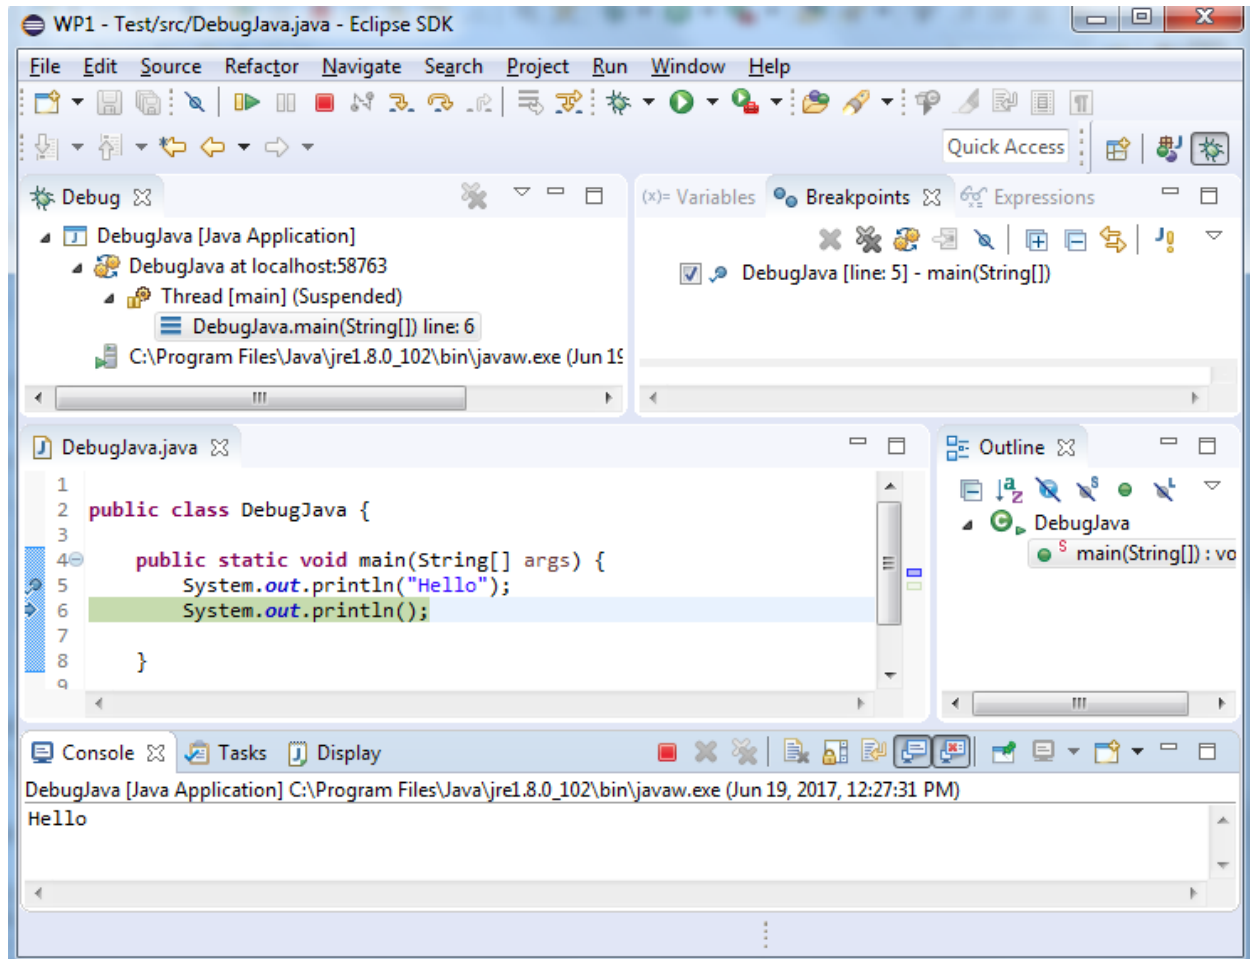 WP1 - Test/src/DebugJava.java - Eclipse SDK
File Edit Source Refactor Navigate Search Project Run Window Help
Quick Access
Debug
(x)= Variables Breakpoints Expressions
DebugJava [Java Application]
DebugJava at localhost:58763
Thread [main] (Suspended)
DebugJava.main(String[]) line: 6
C:\Program Files\Java\jre1.8.0_102\bin\javaw.exe (Jun 19
DebugJava [line: 5] - main(String[])
DebugJava.java
1
2 public class DebugJava {
3
4 public static void main(String[] args) {
5 System.out.println("Hello");
6 System.out.println();
7
8 }
9
Outline
DebugJava
main(String[]) : vo
Console Tasks Display
DebugJava [Java Application] C:\Program Files\Java\jre1.8.0_102\bin\javaw.exe (Jun 19, 2017, 12:27:31 PM)
Hello